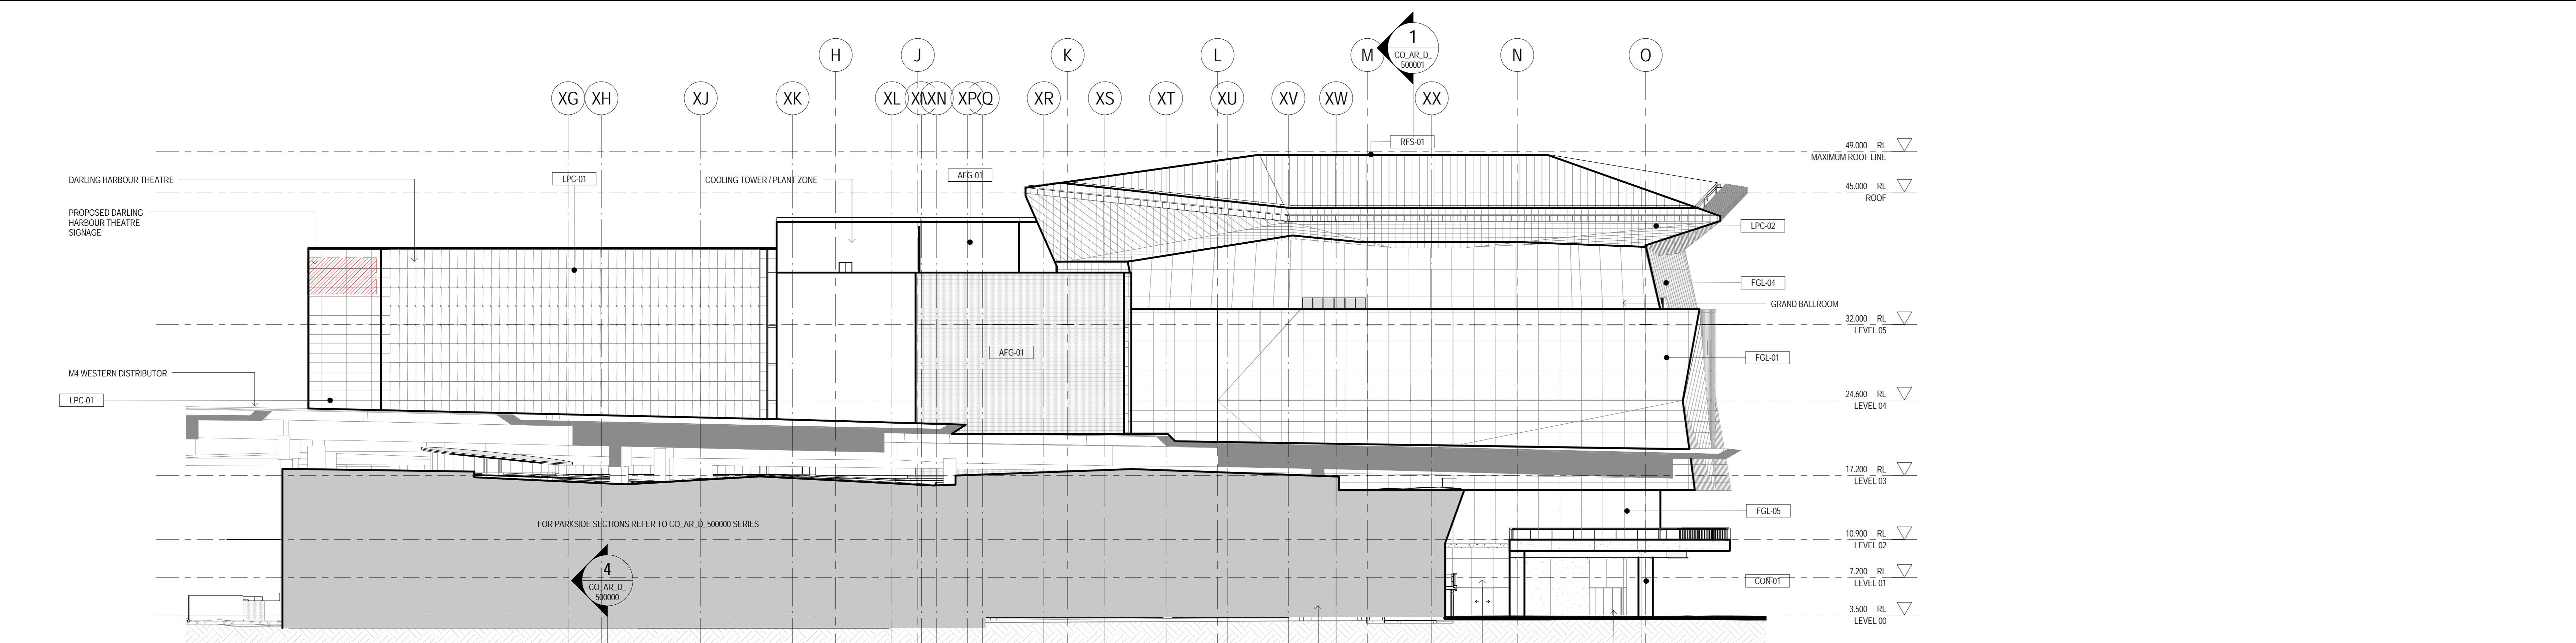 1
CO_AR_D_
500001
H
J
K
L
M
N
O
XG
XH
XJ
XK
XL
XN
XP
XR
XS
XT
XU
XV
XW
XX
RFS-01
49.000 RL
MAXIMUM ROOF LINE
DARLING HARBOUR THEATRE
LPC-01
COOLING TOWER / PLANT ZONE
AFG-01
45.000 RL
ROOF
PROPOSED DARLING
HARBOUR THEATRE
SIGNAGE
LPC-02
FGL-04
GRAND BALLROOM
32.000 RL
LEVEL 05
AFG-01
FGL-01
M4 WESTERN DISTRIBUTOR
LPC-01
24.600 RL
LEVEL 04
17.200 RL
LEVEL 03
FGL-05
FOR PARKSIDE SECTIONS REFER TO CO_AR_D_500000 SERIES
10.900 RL
LEVEL 02
4
CO_AR_D_
500000
7.200 RL
LEVEL 01
CON-01
3.500 RL
LEVEL 00